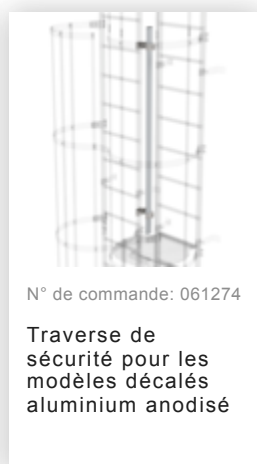 N° de commande: 061274
Traverse de
sécurité pour les
modèles décalés
aluminium anodisé